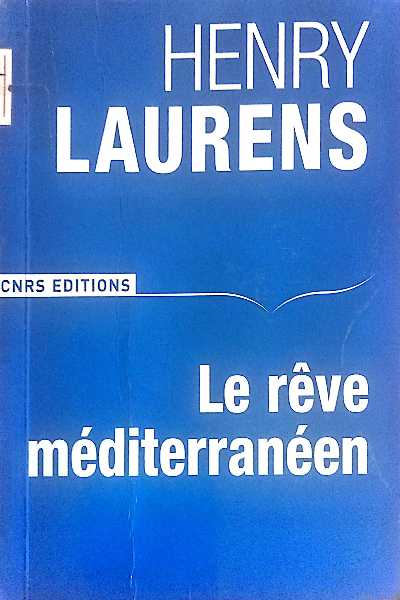 HENRY
LAURENS
CNRS EDITIONS
Le rêve
méditerranéen